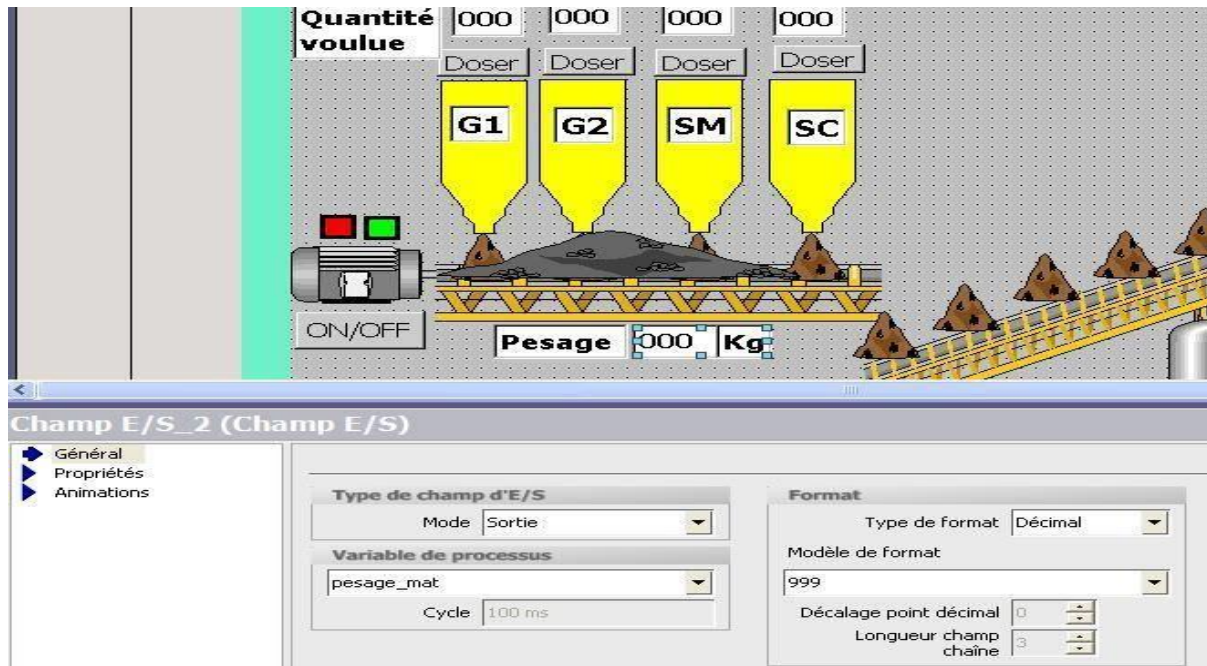 Quantité
voulue
000 000 000 000
Doser Doser Doser Doser
G1 G2 SM SC
ON/OFF
Pesage 000 Kg
Champ E/S_2 (Champ E/S)
Général
Propriétés
Animations
Type de champ d'E/S
Mode Sortie
Variable de processus
pesage_mat
Cycle 100 ms
Format
Type de format Décimal
Modèle de format
999
Décalage point décimal 0
Longueur champ
chaîne 3